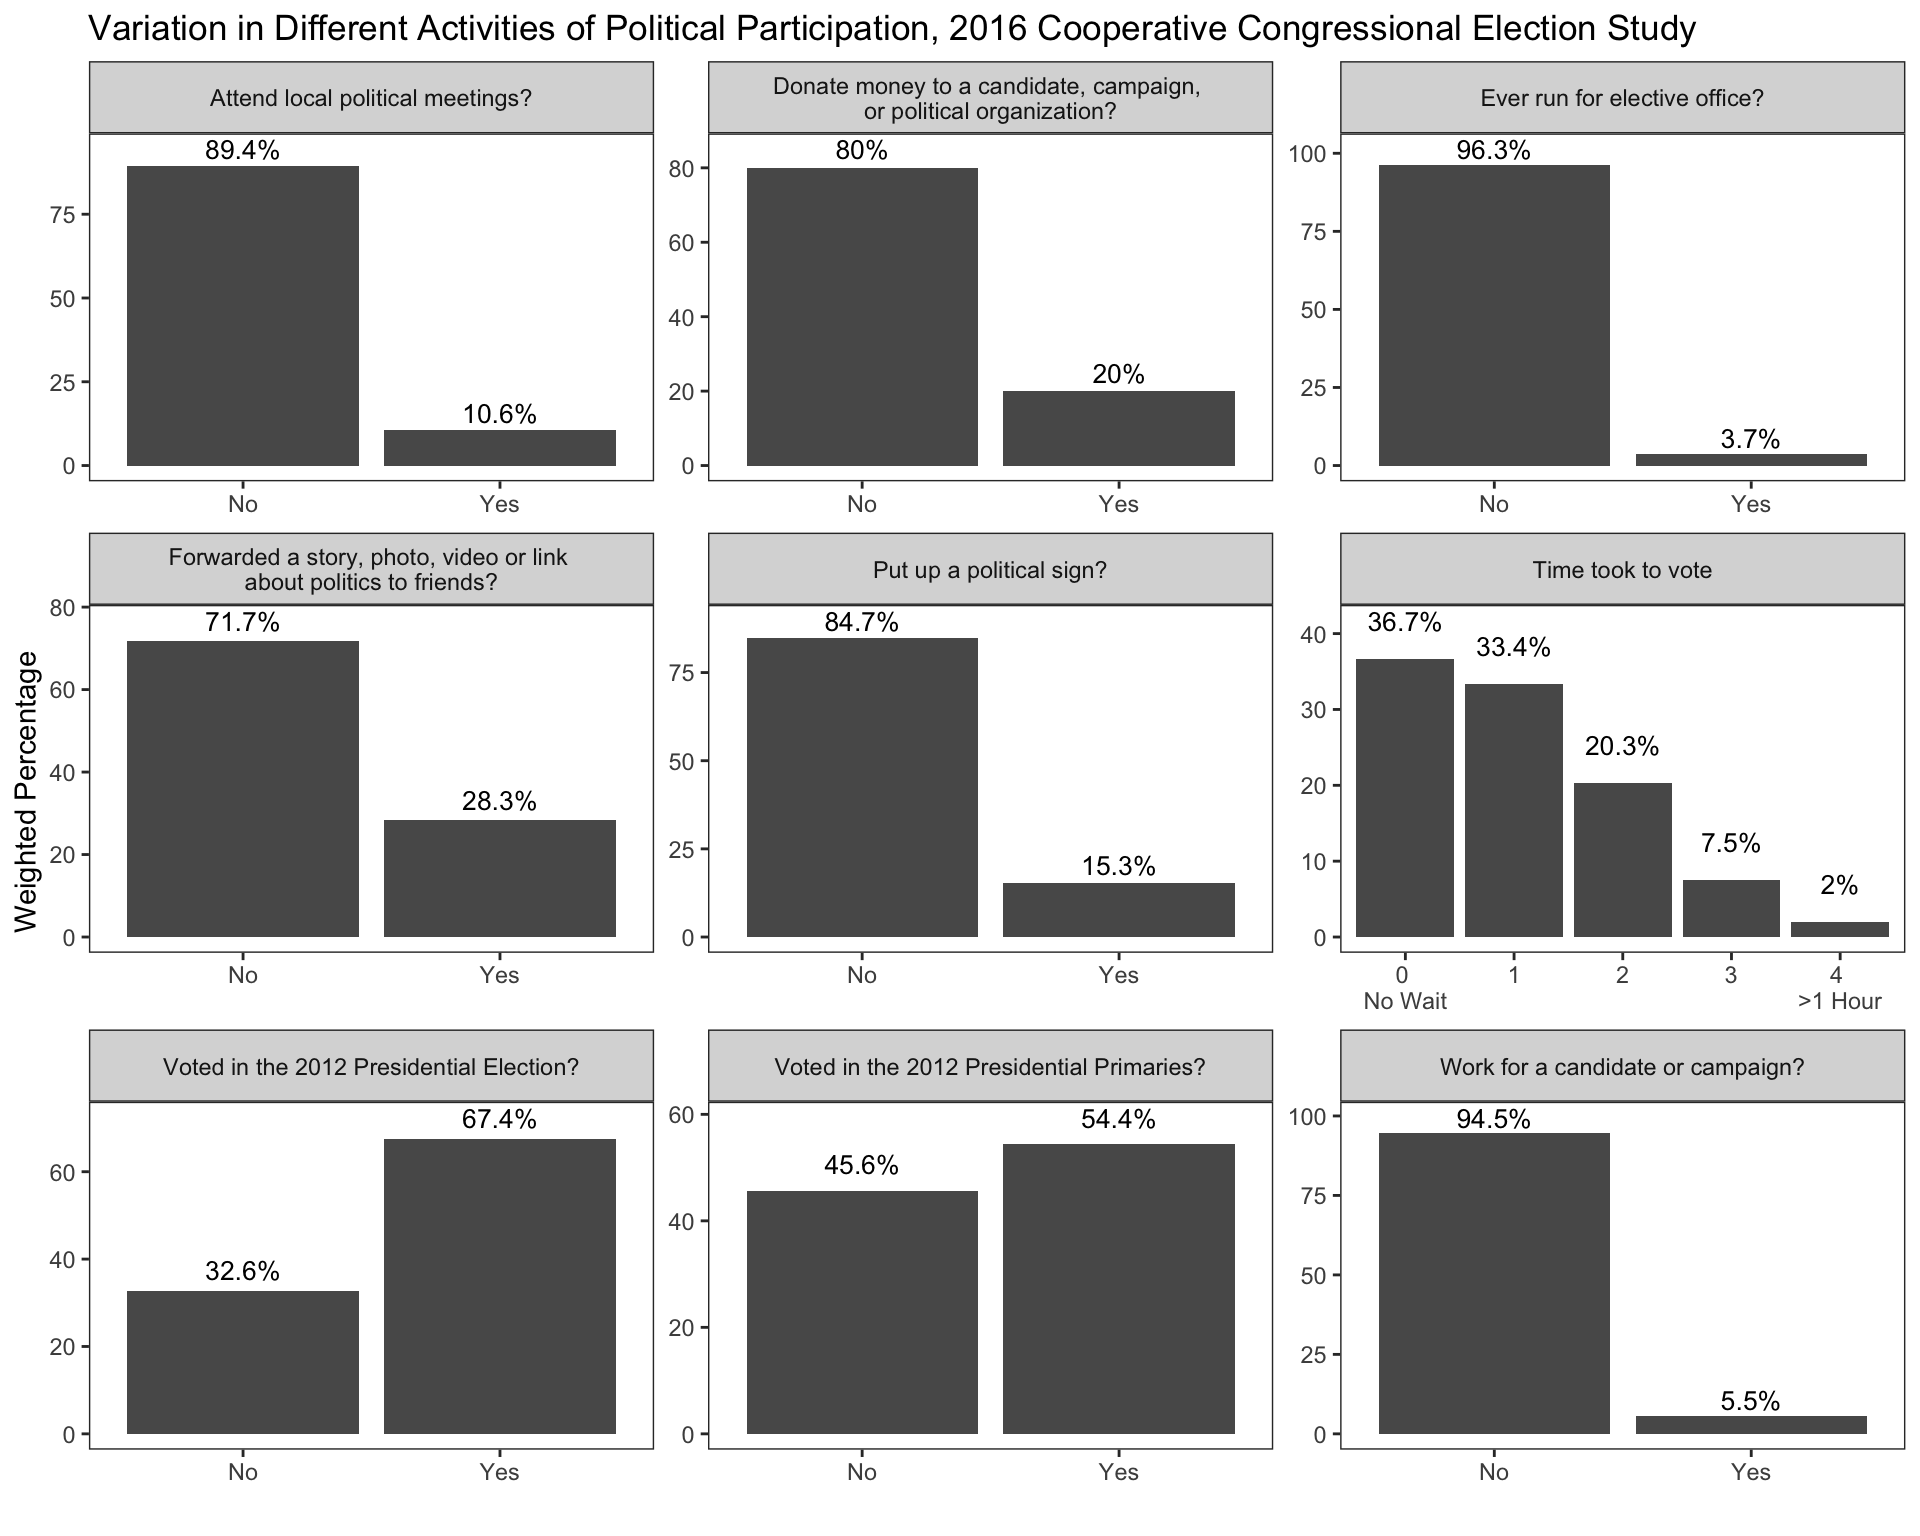 Variation in Different Activities of Political Participation, 2016 Cooperative Congressional Election Study
Weighted Percentage
Attend local political meetings?
89.4%
10.6%
75
50
25
0
No Yes
Donate money to a candidate, campaign,
or political organization?
80%
20%
80
60
40
20
0
No Yes
Ever run for elective office?
96.3%
3.7%
100
75
50
25
0
No Yes
Forwarded a story, photo, video or link
about politics to friends?
71.7%
28.3%
80
60
40
20
0
No Yes
Put up a political sign?
84.7%
15.3%
75
50
25
0
No Yes
Time took to vote
36.7%
33.4%
20.3%
7.5%
2%
40
30
20
10
0
0 1 2 3 4
No Wait >1 Hour
Voted in the 2012 Presidential Election?
67.4%
32.6%
60
40
20
0
No Yes
Voted in the 2012 Presidential Primaries?
54.4%
45.6%
60
40
20
0
No Yes
Work for a candidate or campaign?
94.5%
5.5%
100
75
50
25
0
No Yes